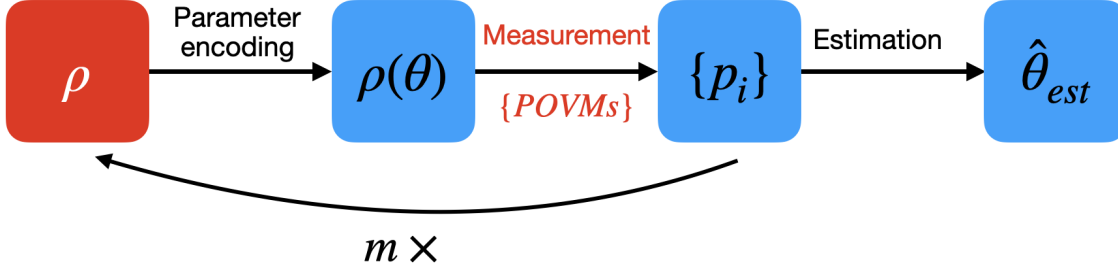 ρ
Parameter
encoding
ρ(θ)
Measurement
{POVMs}
{p_i}
Estimation
θ̂_est
m ×